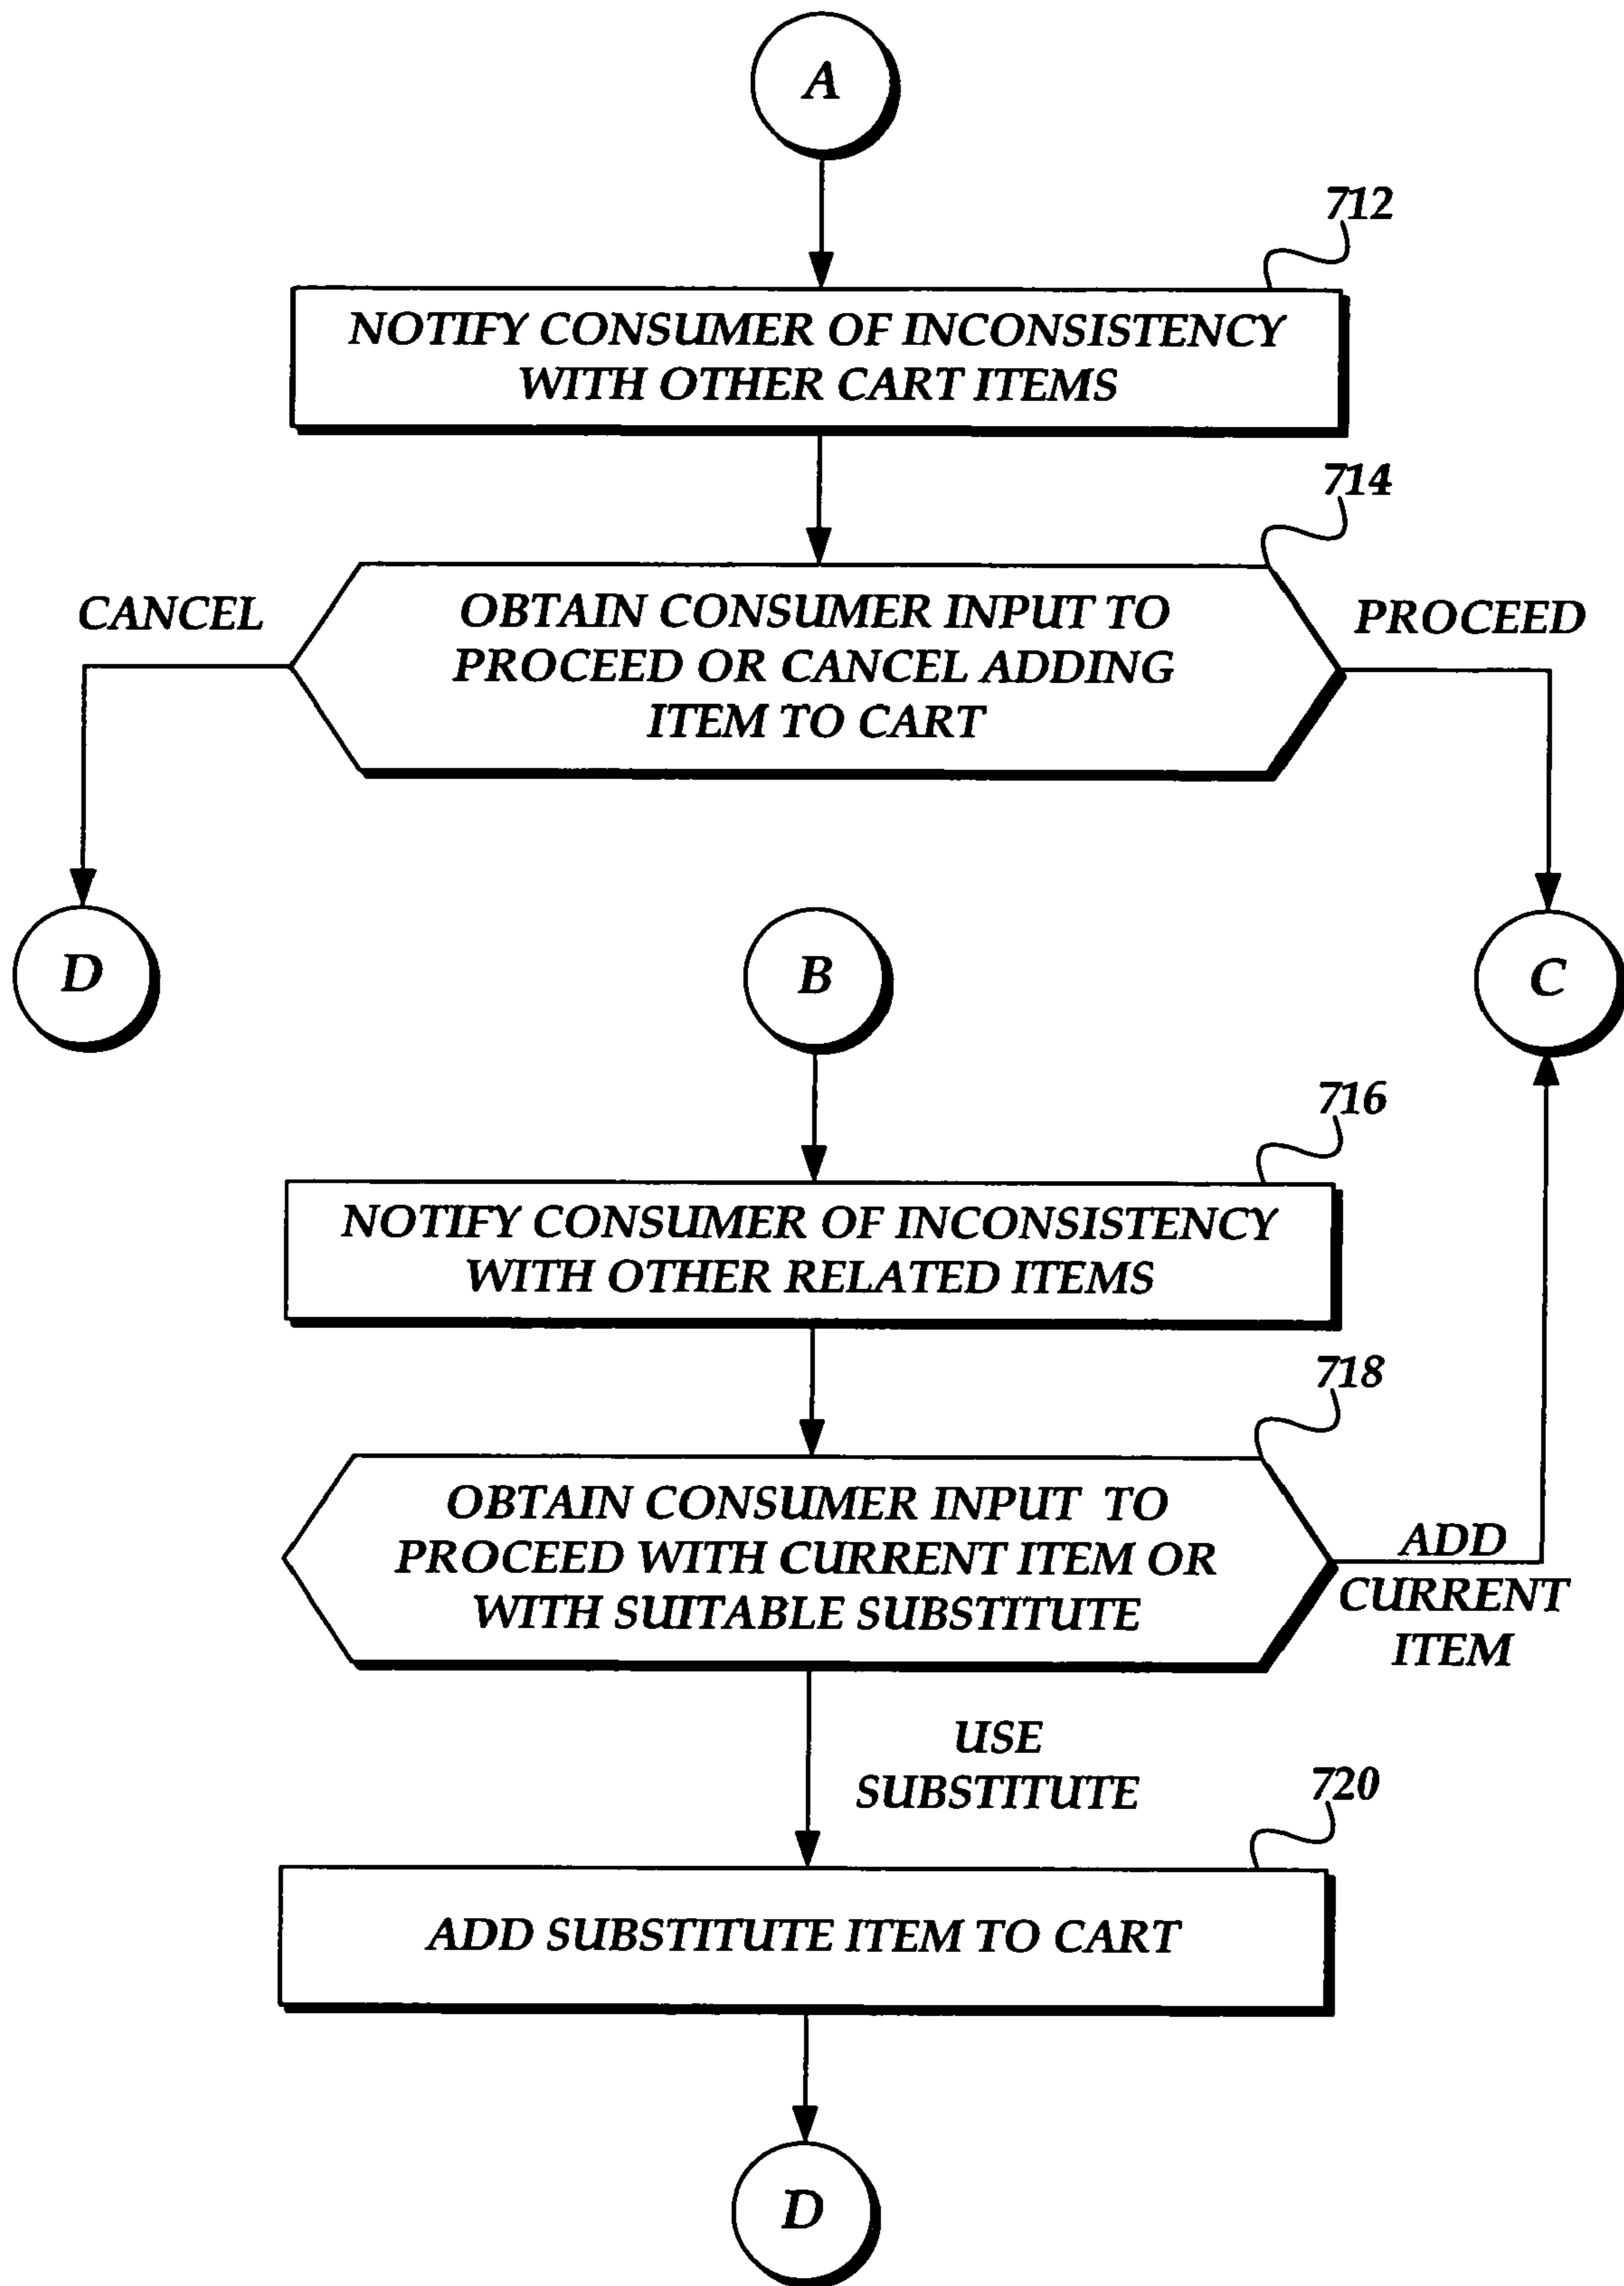 A
712
NOTIFY CONSUMER OF INCONSISTENCY
WITH OTHER CART ITEMS
714
CANCEL
OBTAIN CONSUMER INPUT TO
PROCEED OR CANCEL ADDING
ITEM TO CART
PROCEED
D
B
C
716
NOTIFY CONSUMER OF INCONSISTENCY
WITH OTHER RELATED ITEMS
718
OBTAIN CONSUMER INPUT TO
PROCEED WITH CURRENT ITEM OR
WITH SUITABLE SUBSTITUTE
ADD
CURRENT
ITEM
USE
SUBSTITUTE
720
ADD SUBSTITUTE ITEM TO CART
D